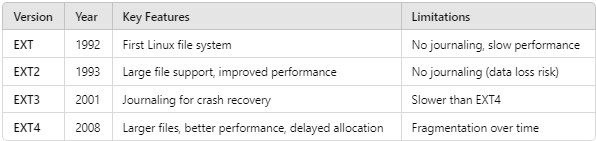 Version Year Key Features Limitations
EXT 1992 First Linux file system No journaling, slow performance
EXT2 1993 Large file support, improved performance No journaling (data loss risk)
EXT3 2001 Journaling for crash recovery Slower than EXT4
EXT4 2008 Larger files, better performance, delayed allocation Fragmentation over time